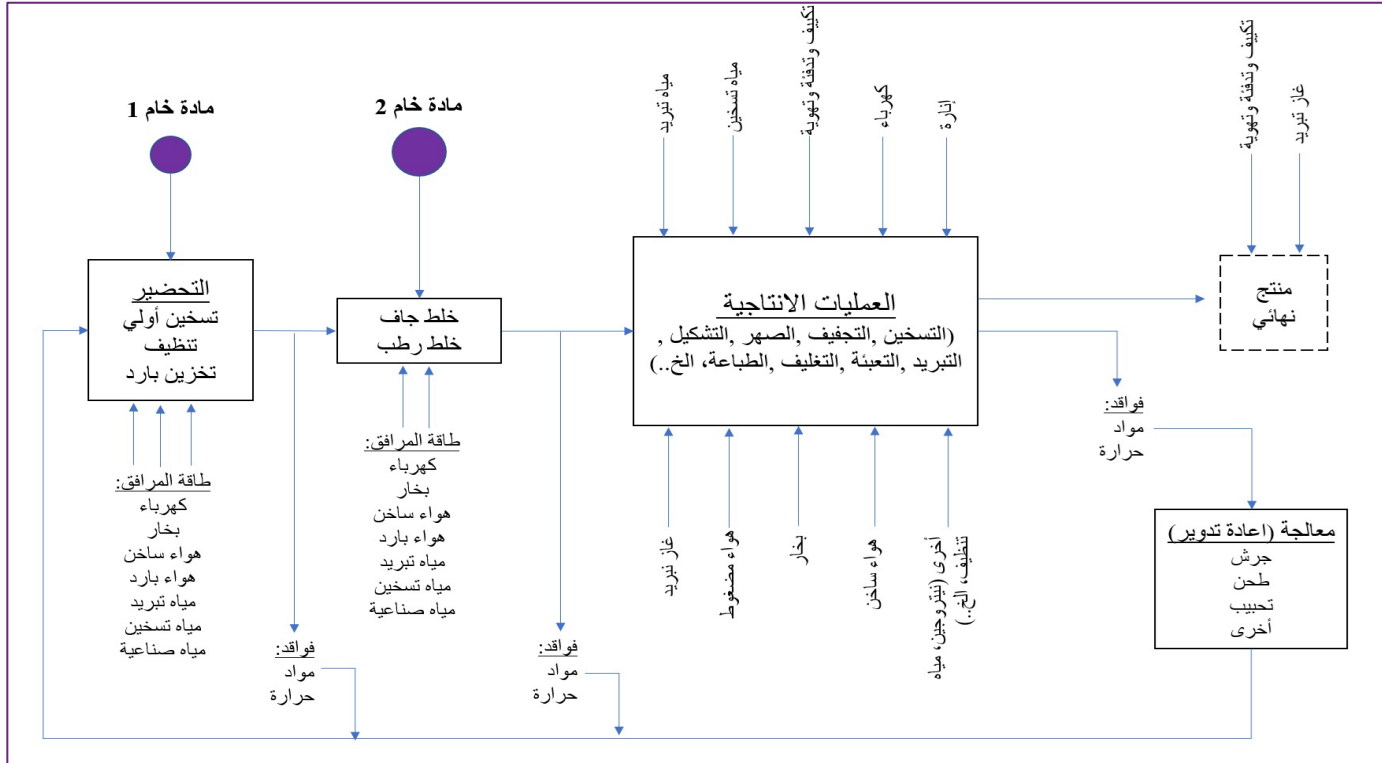 مادة خام 1
مادة خام 2
مياه تبريد
مياه تسخين
تكييف وتدفئة وتهوية
كهرباء
إنارة
تكييف وتدفئة وتهوية
غاز تبريد
التحضير
تسخين أولي
تنظيف
تخزين بارد
خلط جاف
خلط رطب
العمليات الانتاجية
(التسخين ,التجفيف ,الصهر ,التشكيل ,
التبريد ,التعبئة ,التغليف ,الطباعة، الخ..)
منتج
نهائي
طاقة المرافق:
كهرباء
بخار
هواء ساخن
هواء بارد
مياه تبريد
مياه تسخين
مياه صناعية
طاقة المرافق:
كهرباء
بخار
هواء ساخن
هواء بارد
مياه تبريد
مياه تسخين
مياه صناعية
غاز تبريد
هواء مضغوط
بخار
هواء ساخن
أخرى (نيتروجين، مياه
تنظيف، الخ..)
فواقد:
مواد
حرارة
فواقد:
مواد
حرارة
فواقد:
مواد
حرارة
معالجة (اعادة تدوير)
جرش
طحن
تحبيب
أخرى